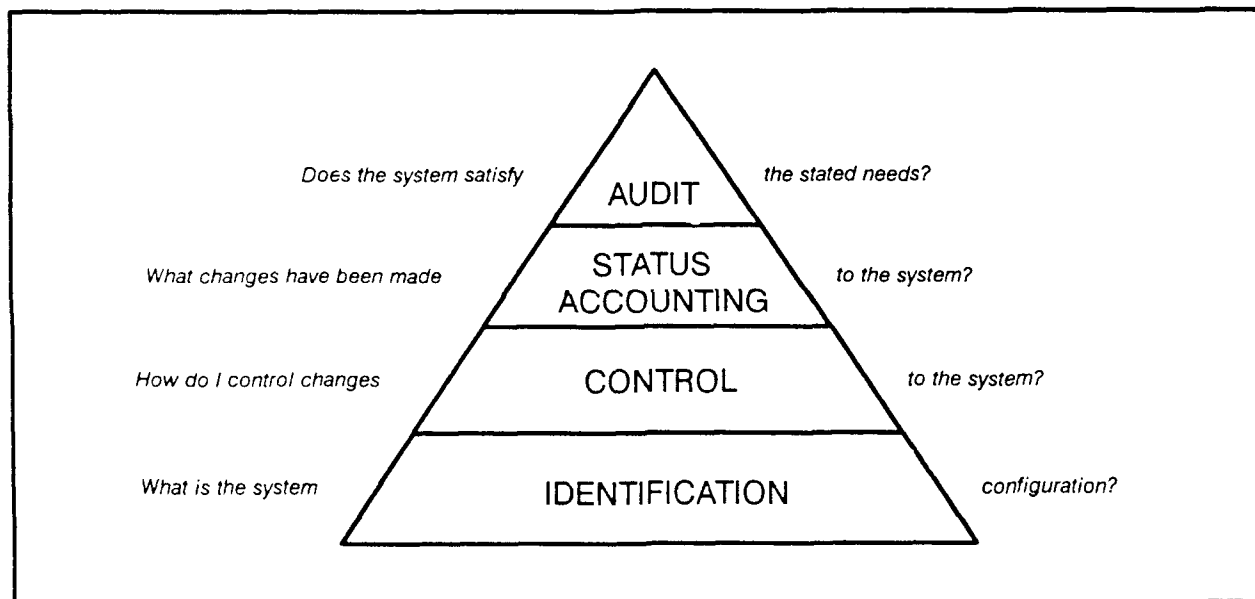 Does the system satisfy
AUDIT
the stated needs?
What changes have been made
STATUS
ACCOUNTING
to the system?
How do I control changes
CONTROL
to the system?
What is the system
IDENTIFICATION
configuration?